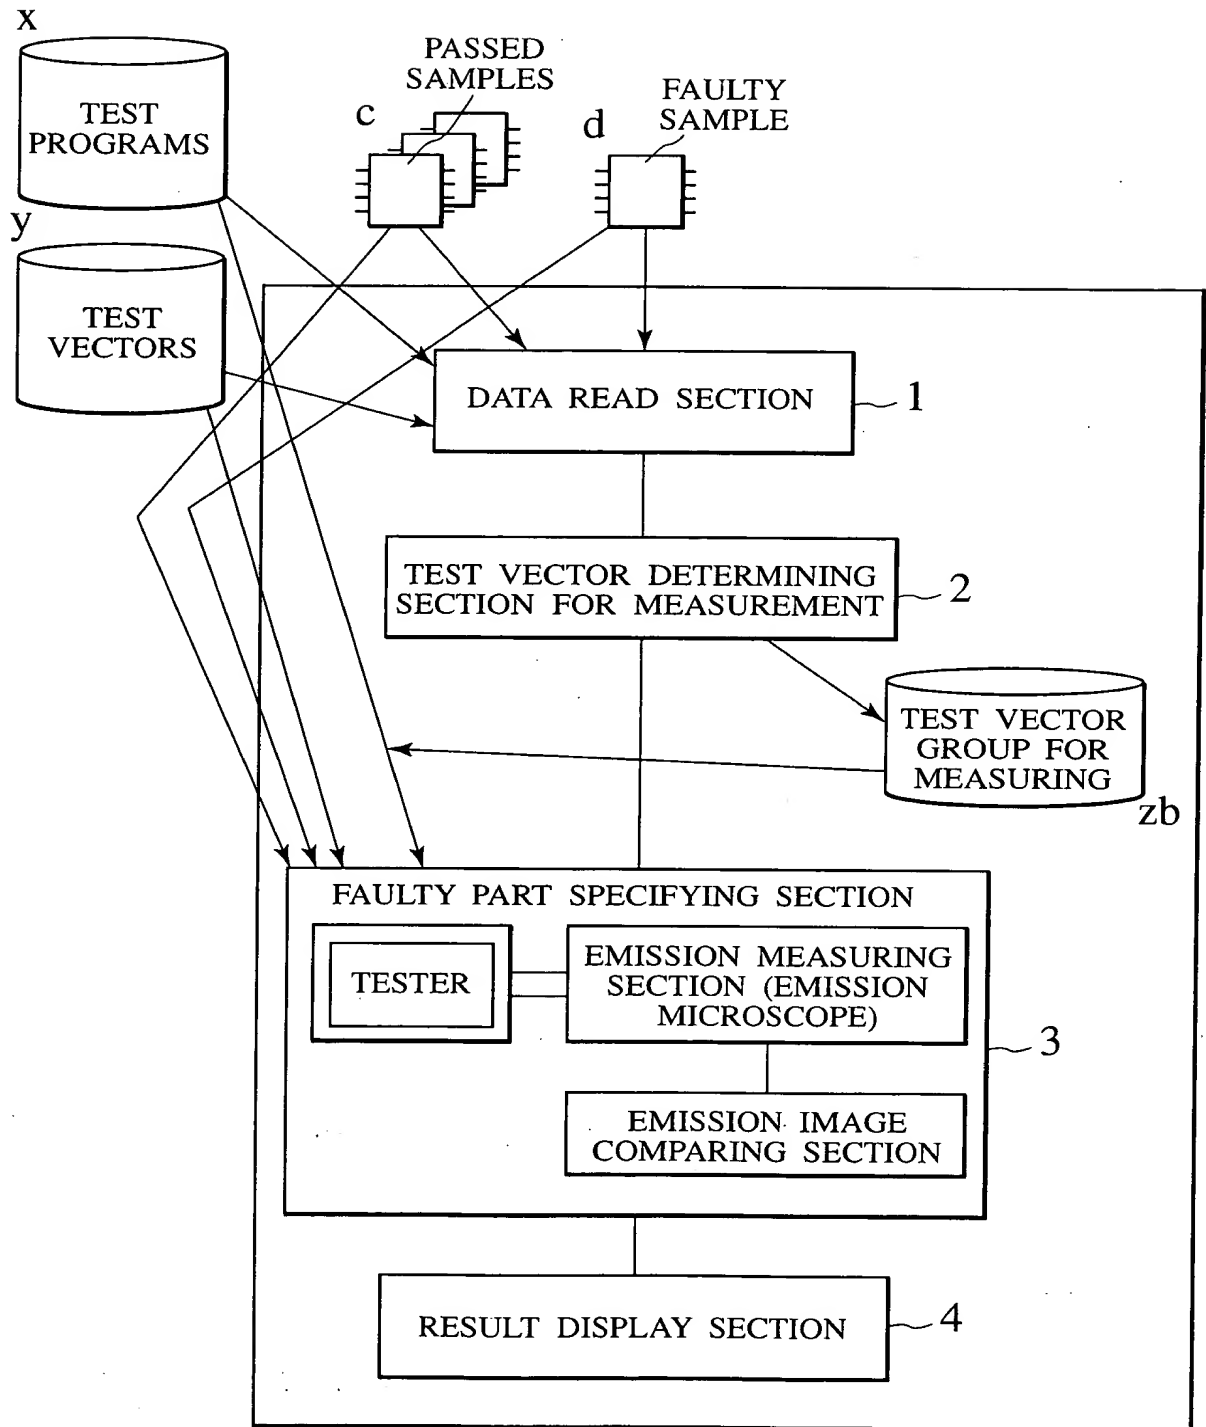 x
TEST
PROGRAMS
PASSED
SAMPLES
c
FAULTY
SAMPLE
d
y
TEST
VECTORS
DATA READ SECTION
1
TEST VECTOR DETERMINING
SECTION FOR MEASUREMENT
2
TEST VECTOR
GROUP FOR
MEASURING
zb
FAULTY PART SPECIFYING SECTION
TESTER
EMISSION MEASURING
SECTION (EMISSION
MICROSCOPE)
3
EMISSION IMAGE
COMPARING SECTION
RESULT DISPLAY SECTION
4